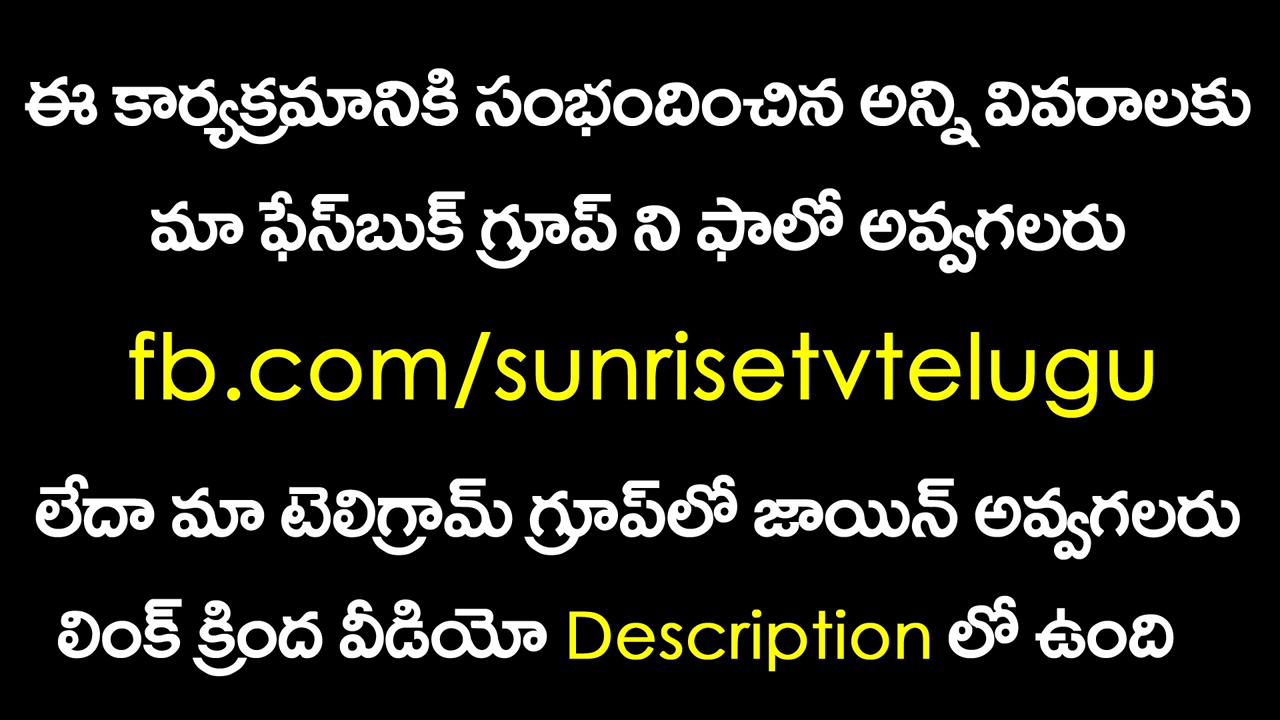 ఈ కార్యక్రమానికి సంభందించిన అన్ని వివరాలకు
మా ఫేస్‌బుక్ గ్రూప్ ని ఫాలో అవ్వగలరు
fb.com/sunrisetvtelugu
లేదా మా టెలిగ్రామ్ గ్రూప్‌లో జాయిన్ అవ్వగలరు
లింక్ క్రింద వీడియో Description లో ఉంది